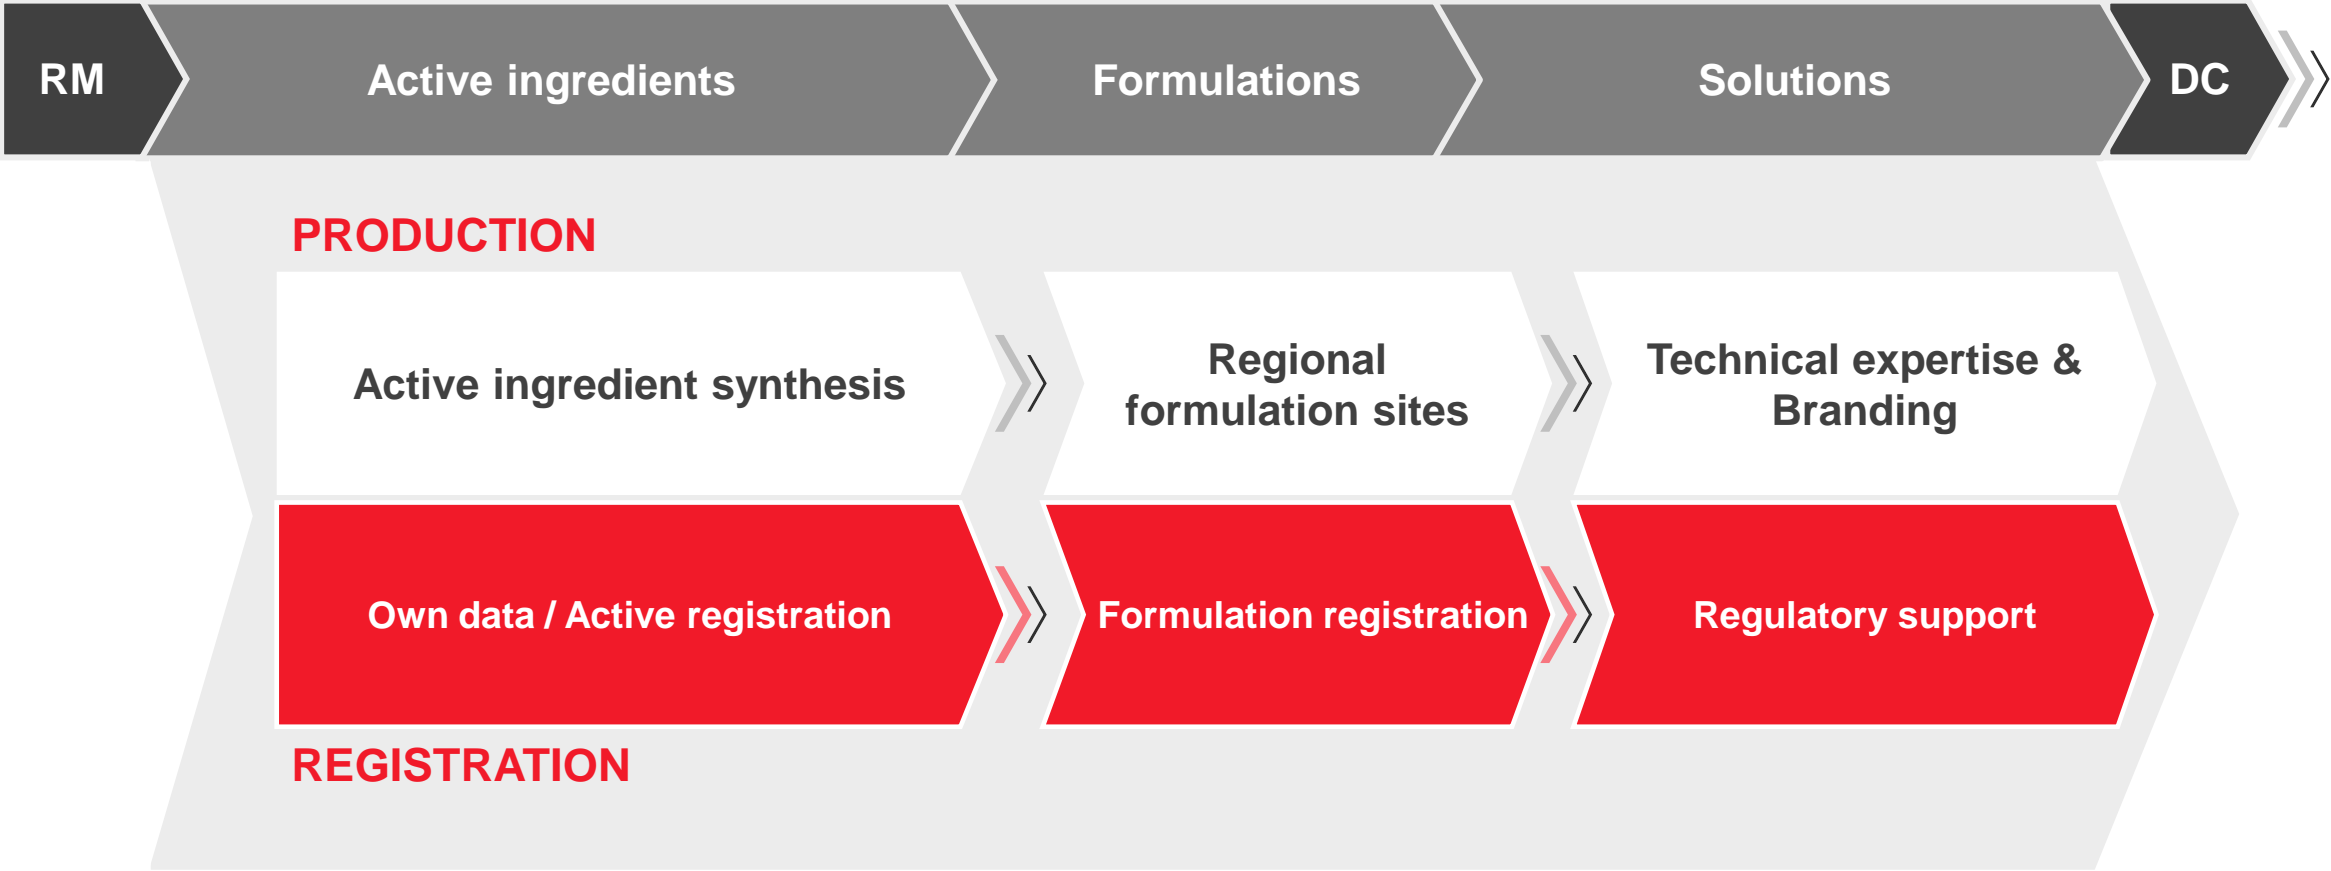 RM
Active ingredients
Formulations
Solutions
DC
PRODUCTION
Active ingredient synthesis
Regional
formulation sites
Technical expertise &
Branding
Own data / Active registration
Formulation registration
Regulatory support
REGISTRATION